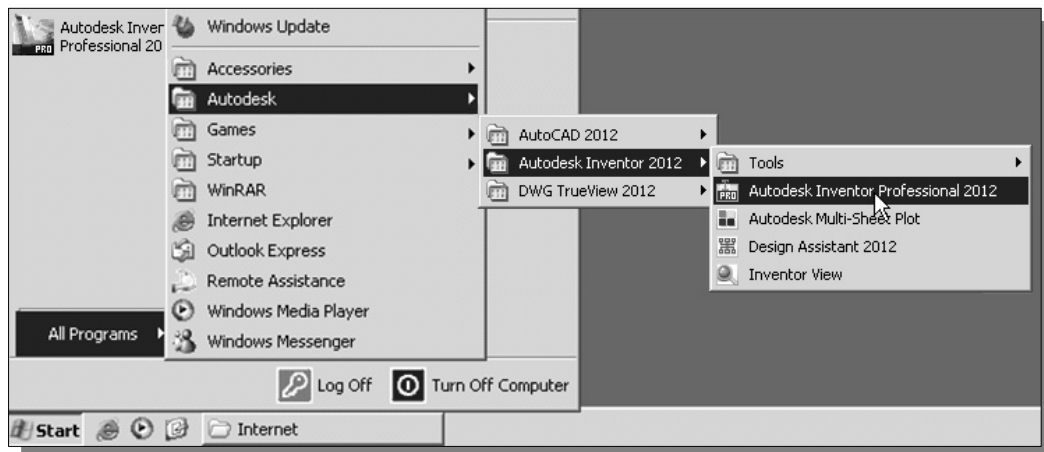 Autodesk Inver
Professional 20
PRO
Windows Update
Accessories
Autodesk
Games
Startup
WinRAR
Internet Explorer
Outlook Express
Remote Assistance
Windows Media Player
Windows Messenger
All Programs
AutoCAD 2012
Autodesk Inventor 2012
DWG TrueView 2012
Tools
PRO Autodesk Inventor Professional 2012
Autodesk Multi-Sheet Plot
Design Assistant 2012
Inventor View
Log Off
Turn Off Computer
Start
Internet